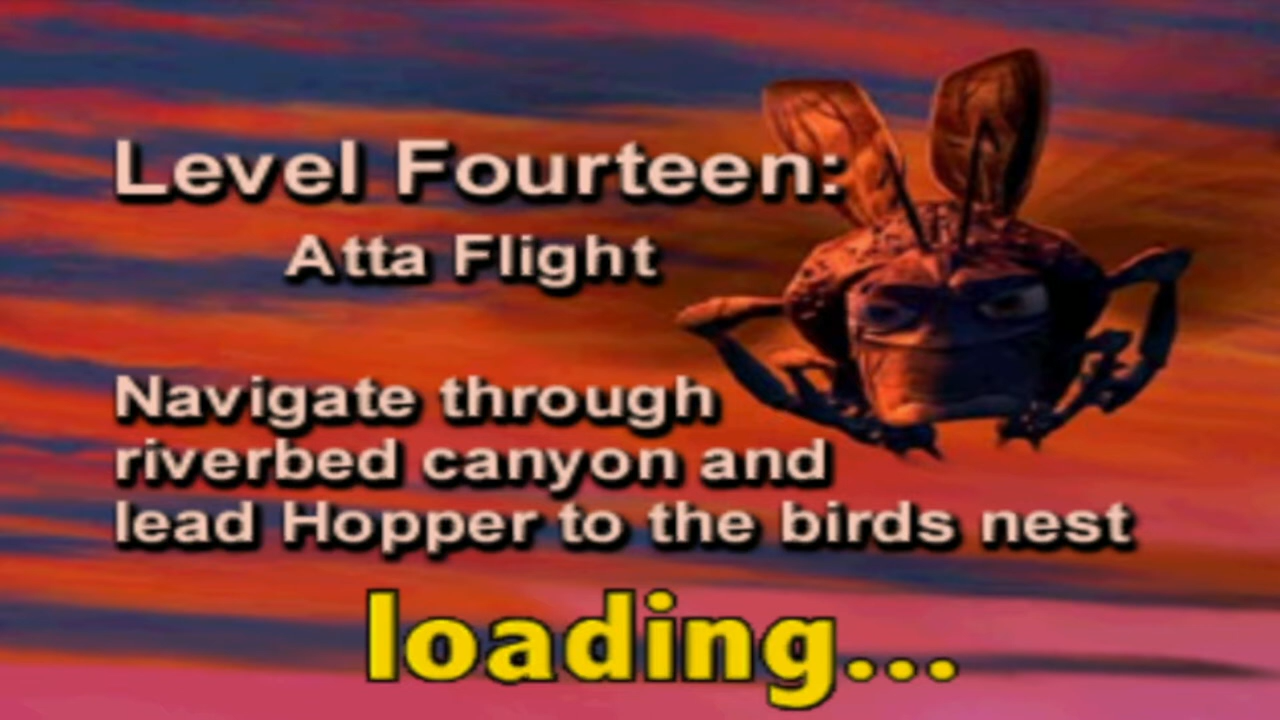 Level Fourteen:
Atta Flight
Navigate through
riverbed canyon and
lead Hopper to the birds nest
loading...